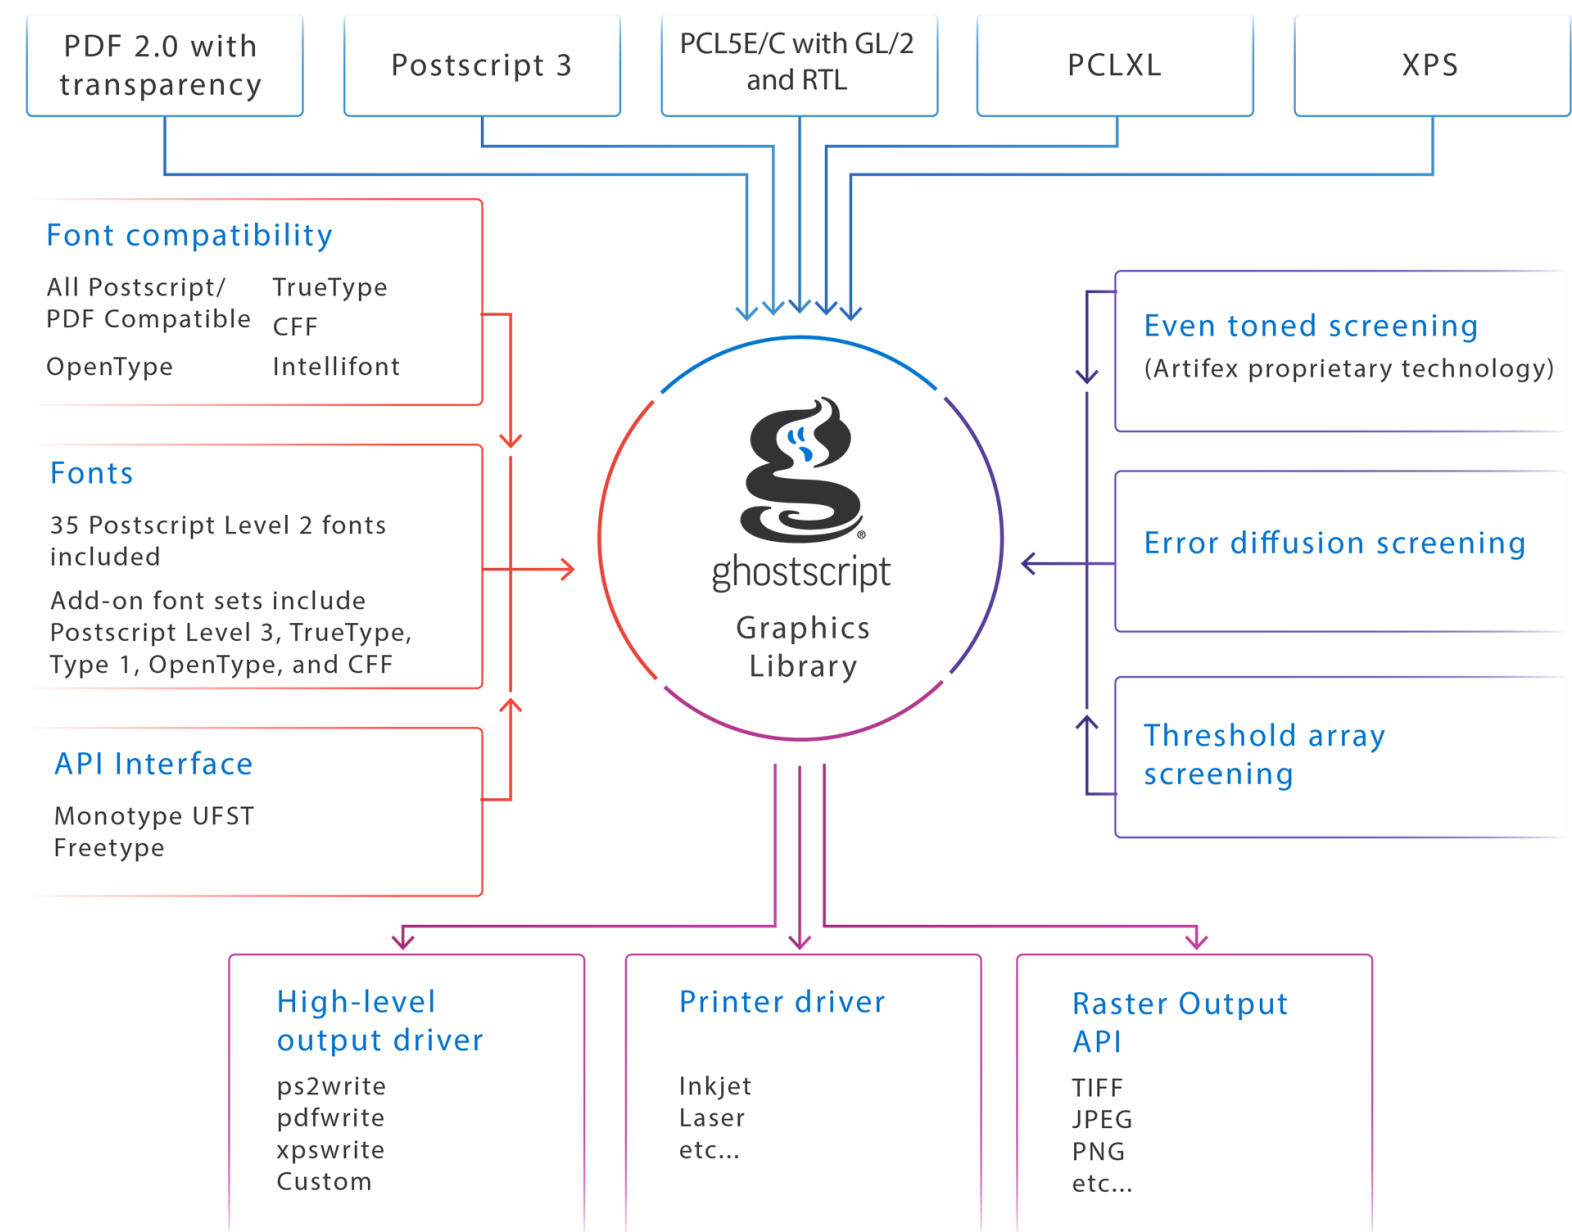 PDF 2.0 with
transparency
Postscript 3
PCL5E/C with GL/2
and RTL
PCLXL
XPS
Font compatibility
All Postscript/
PDF Compatible
OpenType
TrueType
CFF
Intellifont
Fonts
35 Postscript Level 2 fonts
included
Add-on font sets include
Postscript Level 3, TrueType,
Type 1, OpenType, and CFF
API Interface
Monotype UFST
Freetype
®
ghostscript
Graphics
Library
Even toned screening
(Artifex proprietary technology)
Error diffusion screening
Threshold array
screening
High-level
output driver
ps2write
pdfwrite
xpswrite
Custom
Printer driver
Inkjet
Laser
etc...
Raster Output
API
TIFF
JPEG
PNG
etc...